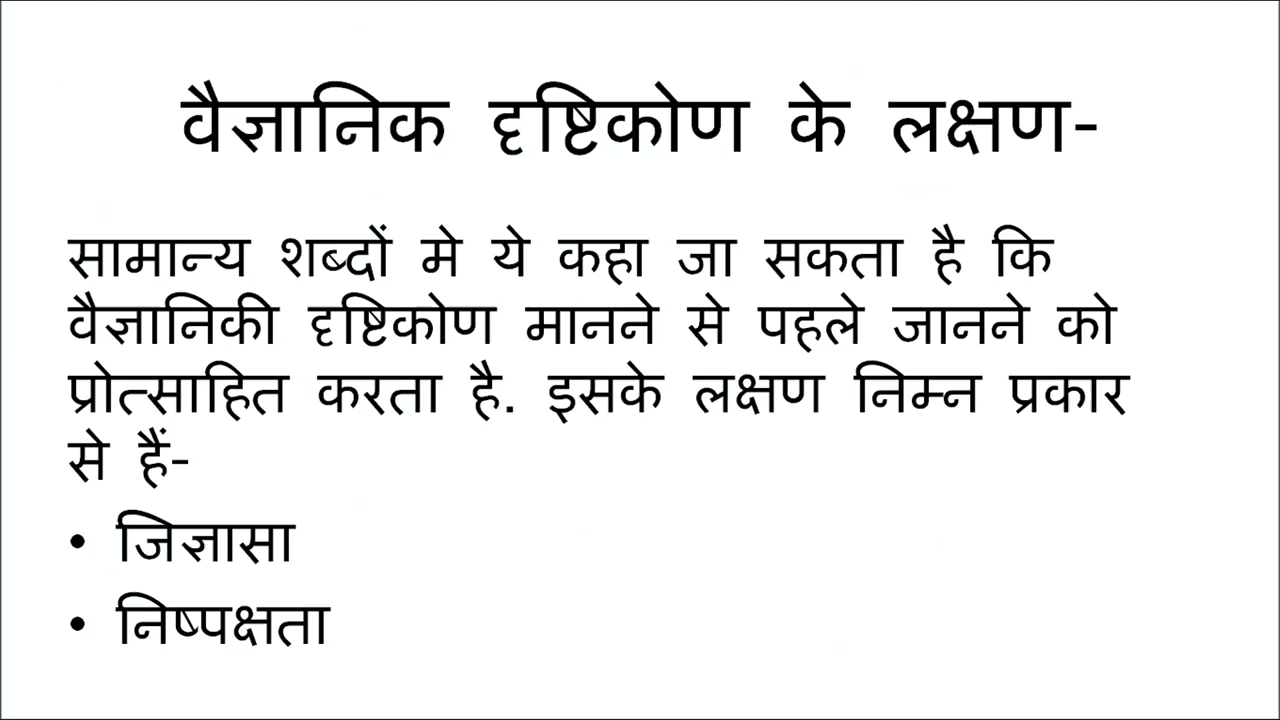 वैज्ञानिक दृष्टिकोण के लक्षण-
सामान्य शब्दों मे ये कहा जा सकता है कि
वैज्ञानिकी दृष्टिकोण मानने से पहले जानने को
प्रोत्साहित करता है. इसके लक्षण निम्न प्रकार
से हैं-
• जिज्ञासा
• निष्पक्षता